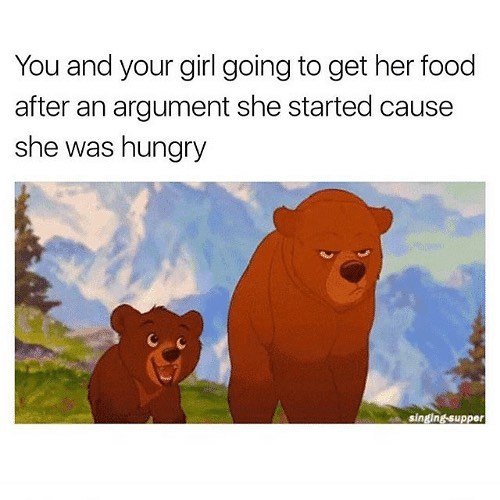 You and your girl going to get her food
after an argument she started cause
she was hungry
singing-supper